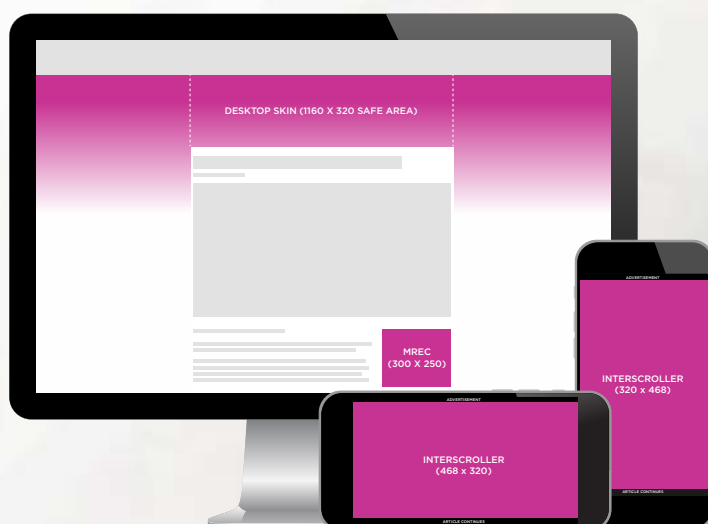 DESKTOP SKIN (1160 X 320 SAFE AREA)
MREC
(300 X 250)
ADVERTISEMENT
INTERSCROLLER
(320 x 468)
ARTICLE CONTINUES
ADVERTISEMENT
INTERSCROLLER
(468 x 320)
ARTICLE CONTINUES